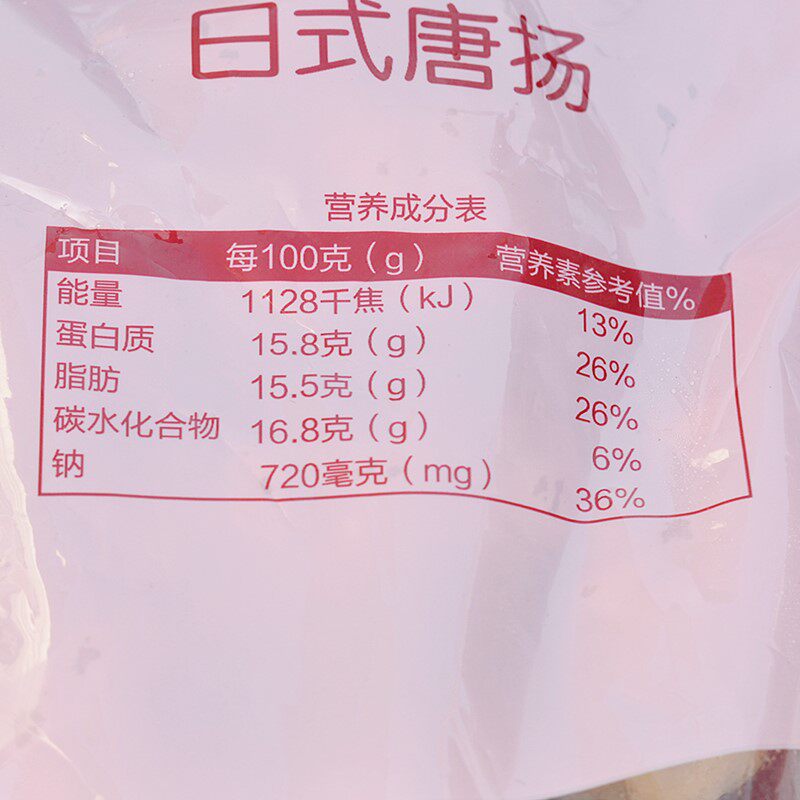 日式唐扬
营养成分表
项目 每100克(g) 营养素参考值%
能量 1128千焦(kJ) 13%
蛋白质 15.8克(g) 26%
脂肪 15.5克(g) 26%
碳水化合物 16.8克(g) 6%
钠 720毫克(mg) 36%